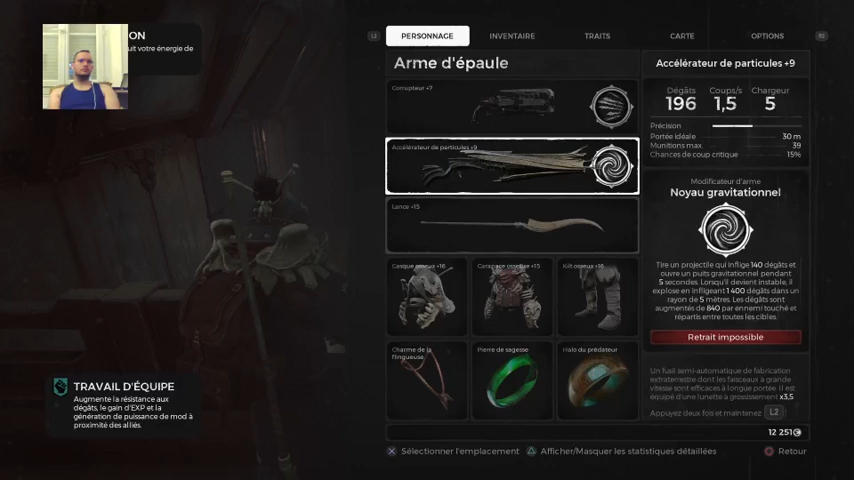 ON
uit votre énergie de
L2
PERSONNAGE
INVENTAIRE
TRAITS
CARTE
OPTIONS
R2
Arme d'épaule
Corrupteur +7
Accélérateur de particules +9
Lance +15
Casque osseux +16
Carapace osseuse +15
Kilt osseux +16
Charme de la flingueuse
Pierre de sagesse
Halo du prédateur
Accélérateur de particules +9
Dégâts Coups/s Chargeur
196 1,5 5
Précision
Portée idéale 30 m
Munitions max. 39
Chances de coup critique 15%
Modificateur d'arme
Noyau gravitationnel
Tire un projectile qui inflige 140 dégâts et
ouvre un puits gravitationnel pendant
5 secondes. Lorsqu'il devient instable, il
explose en infligeant 1 400 dégâts dans un
rayon de 5 mètres. Les dégâts sont
augmentés de 840 par ennemi touché et
répartis entre toutes les cibles.
Retrait impossible
Un fusil semi-automatique de fabrication
extraterrestre dont les faisceaux à grande
vitesse sont efficaces à longue portée. Il est
équipé d'une lunette à grossissement x3,5
Appuyez deux fois et maintenez L2
12 251
TRAVAIL D'ÉQUIPE
Augmente la résistance aux
dégâts, le gain d'EXP et la
génération de puissance de mod à
proximité des alliés.
Sélectionner l'emplacement
Afficher/Masquer les statistiques détaillées
Retour